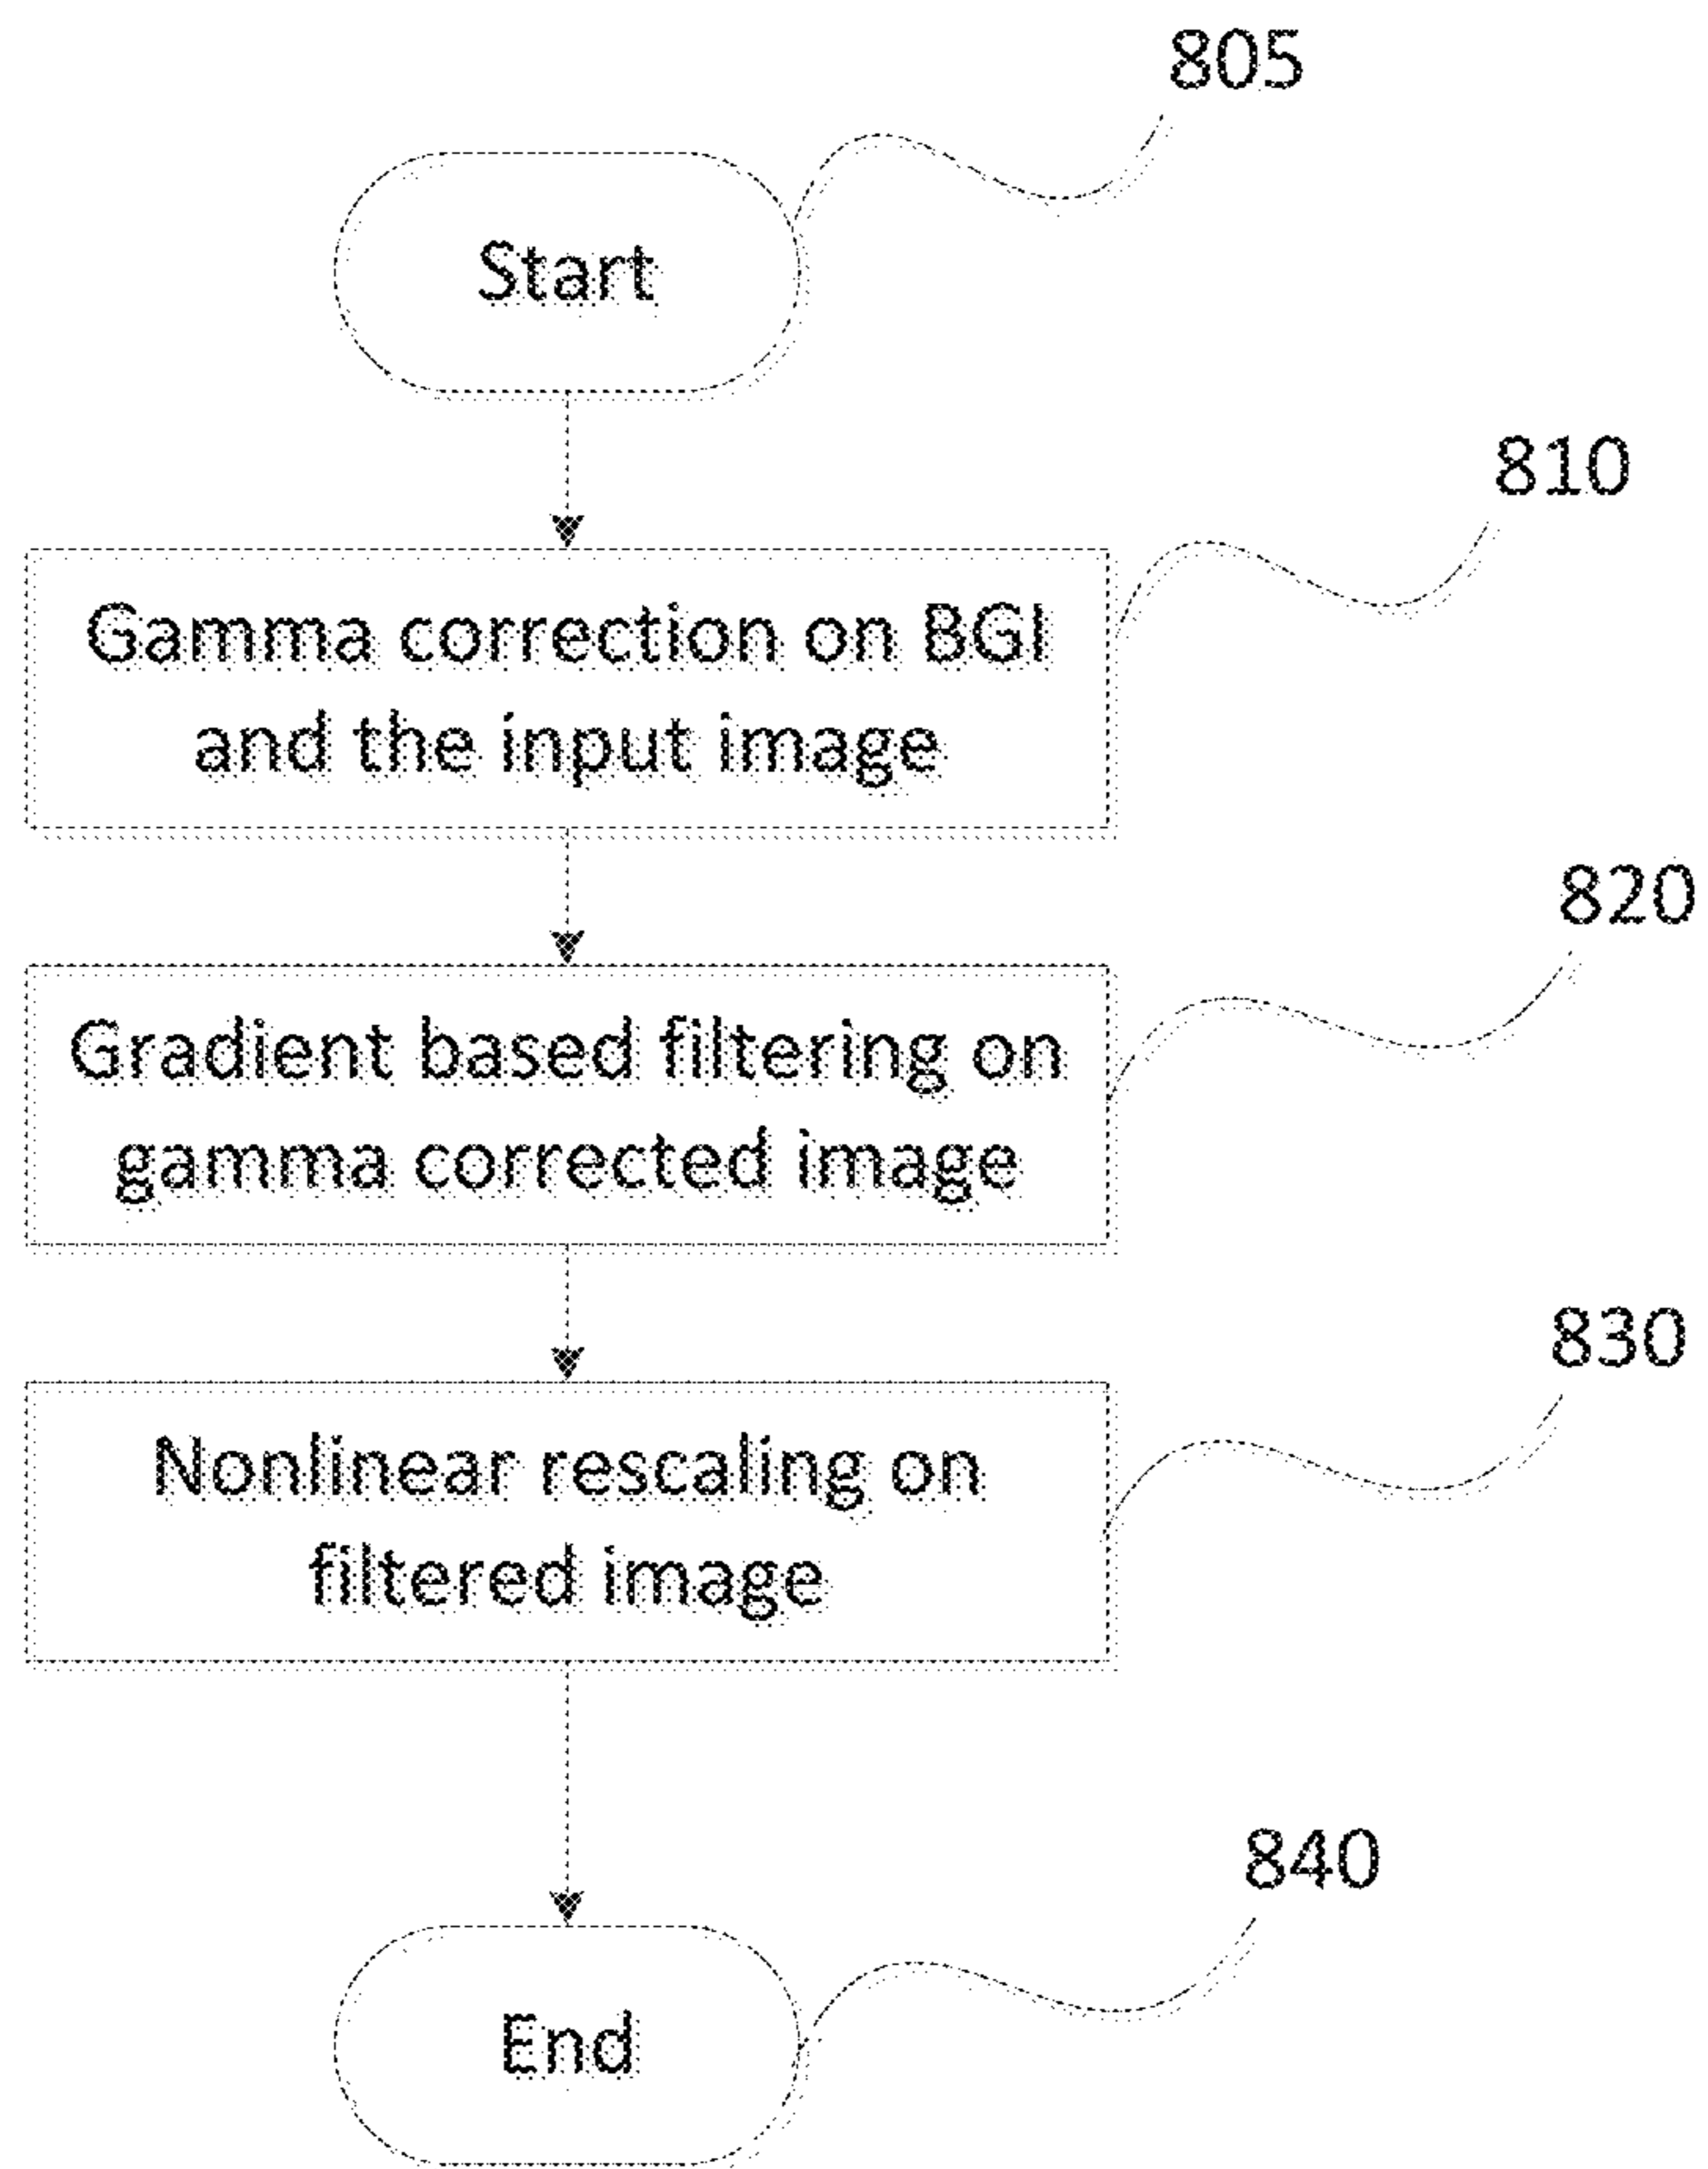 805
Start
810
Gamma correction on BGI
and the input image
820
Gradient based filtering on
gamma corrected image
830
Nonlinear rescaling on
filtered image
840
End